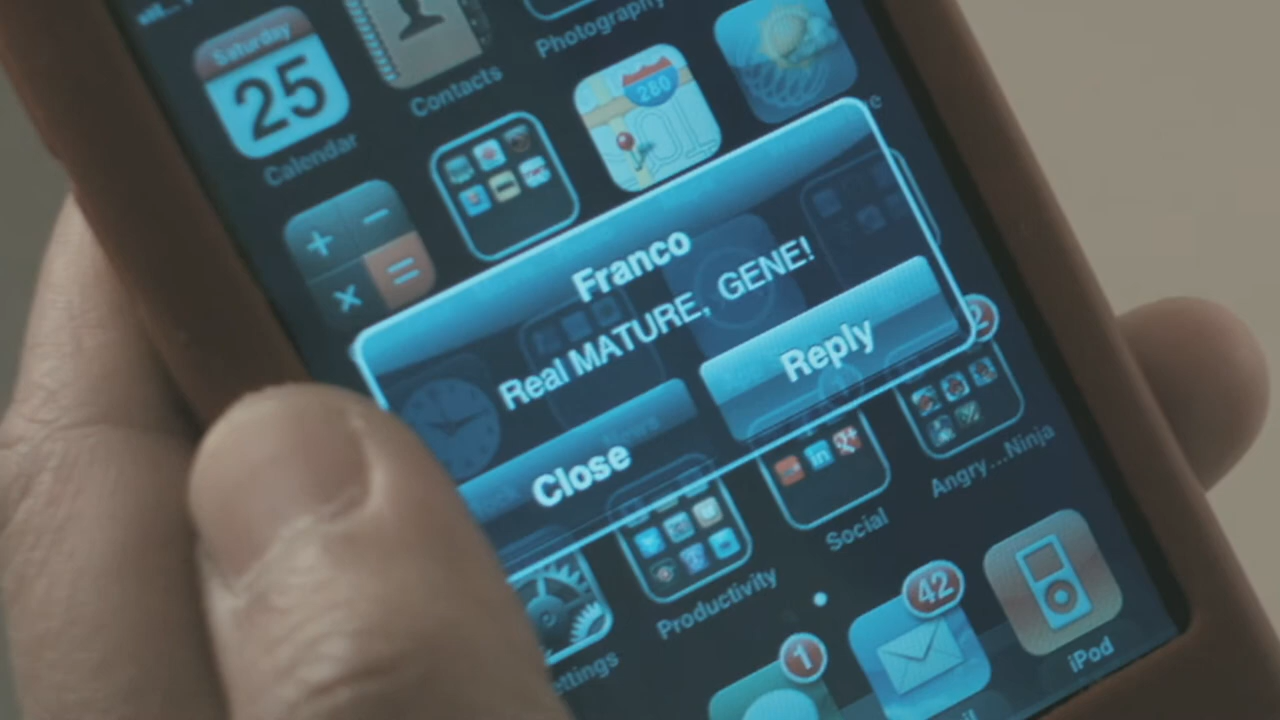 Saturday
25
Calendar
Contacts
Photography
280
Franco
Real MATURE, GENE!
Close
Reply
2
Productivity
Social
Angry...Ninja
1
42
iPod